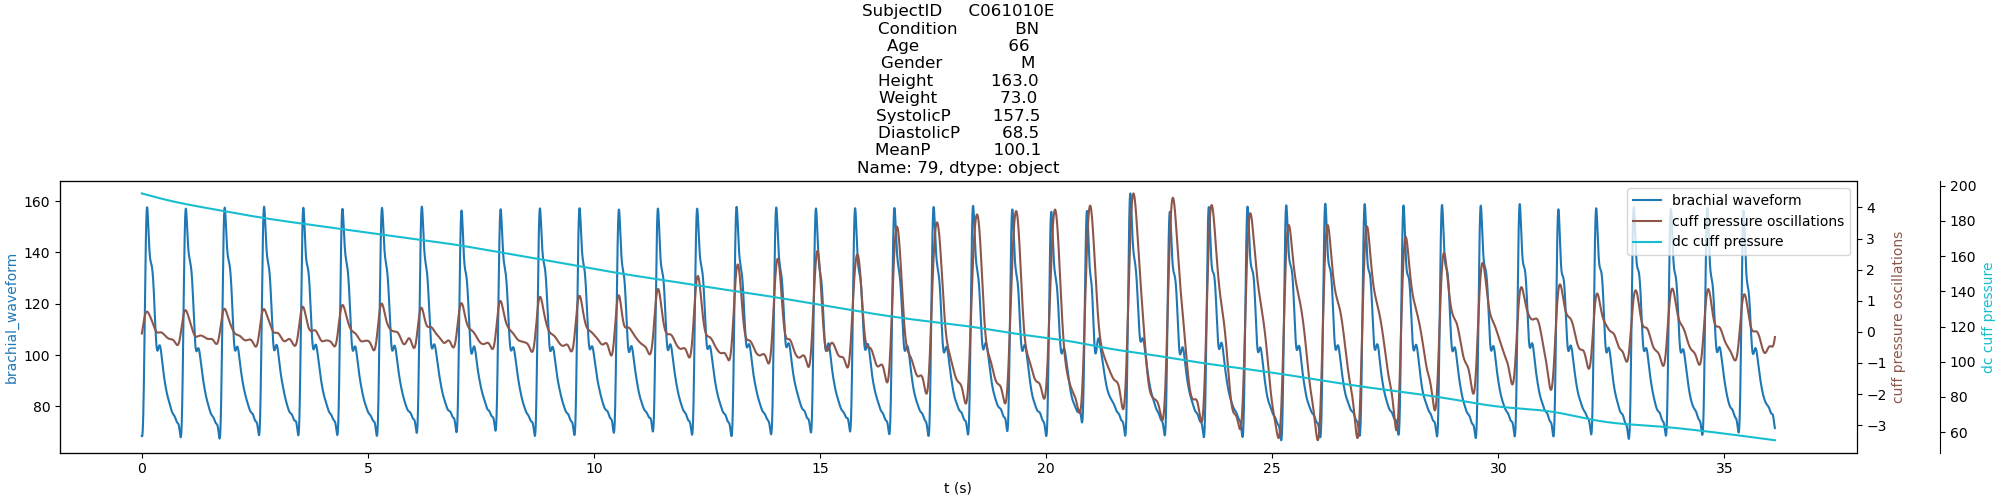 SubjectID C061010E
Condition BN
Age 66
Gender M
Height 163.0
Weight 73.0
SystolicP 157.5
DiastolicP 68.5
MeanP 100.1
Name: 79, dtype: object
brachial waveform
cuff pressure oscillations
dc cuff pressure
brachial_waveform
160
140
120
100
80
0
5
10
15
20
25
30
35
t (s)
4
3
2
1
0
−1
−2
−3
cuff pressure oscillations
200
180
160
140
120
100
80
60
dc cuff pressure